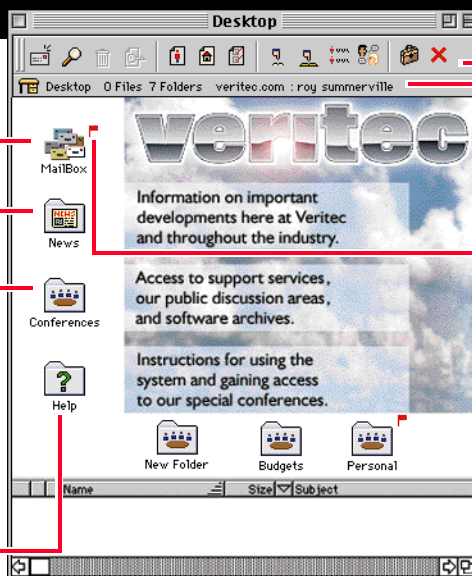 Desktop
Desktop 0 Files 7 Folders veritec.com : roy summerville
veritec
MailBox
Information on important
developments here at Veritec
and throughout the industry.
NEWS
News
Access to support services,
our public discussion areas,
and software archives.
Conferences
Instructions for using the
system and gaining access
to our special conferences.
?
Help
New Folder
Budgets
Personal
Name
Size
Subject